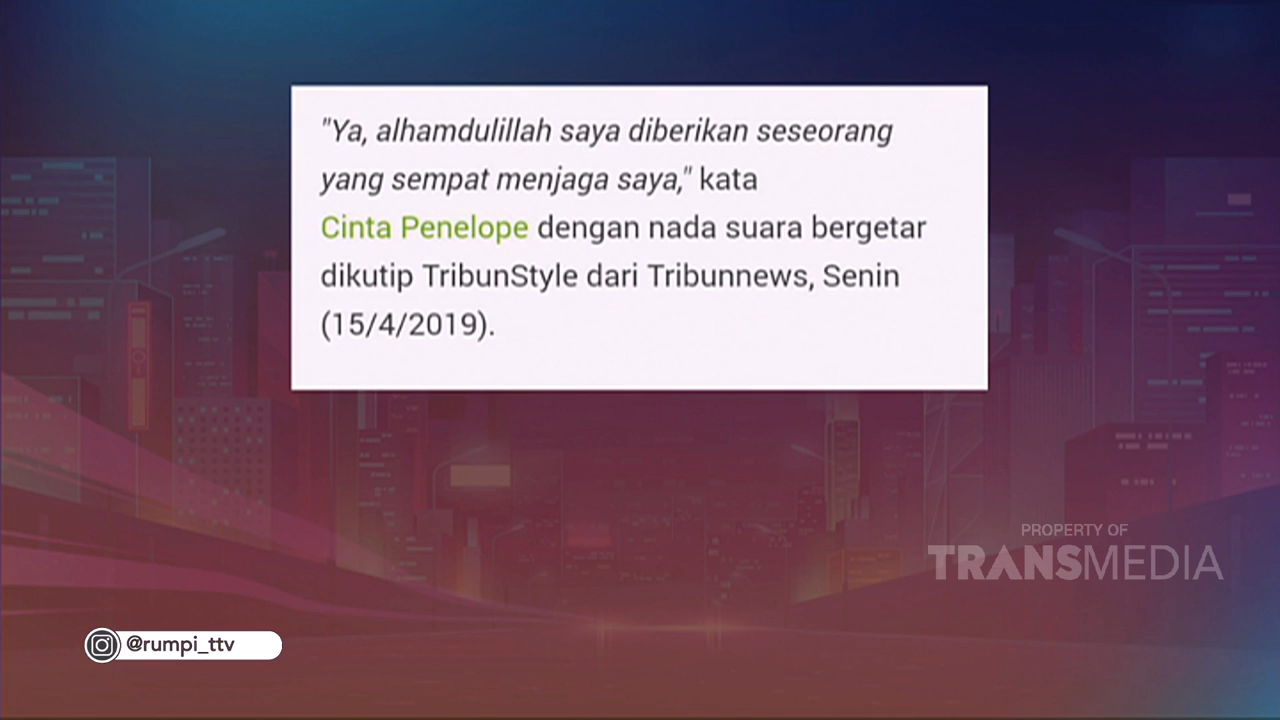 "Ya, alhamdulillah saya diberikan seseorang
yang sempat menjaga saya," kata
Cinta Penelope dengan nada suara bergetar
dikutip TribunStyle dari Tribunnews, Senin
(15/4/2019).
PROPERTY OF
TRANSMEDIA
@rumpi_ttv